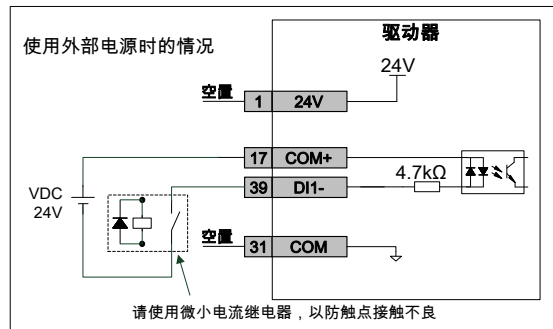 使用外部电源时的情况
驱动器
24V
空置
1 24V
17 COM+
4.7kΩ
39 DI1-
VDC
24V
空置
31 COM
请使用微小电流继电器，以防触点接触不良